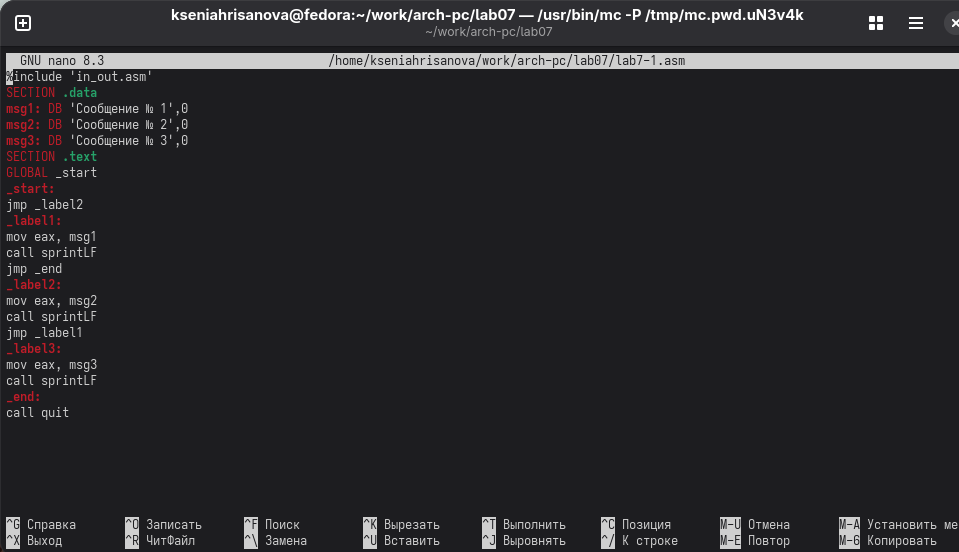 kseniahrisanova@fedora:~/work/arch-pc/lab07 — /usr/bin/mc -P /tmp/mc.pwd.uN3v4k
~/work/arch-pc/lab07
GNU nano 8.3 /home/kseniahrisanova/work/arch-pc/lab07/lab7-1.asm
%include 'in_out.asm'
SECTION .data
msg1: DB 'Сообщение № 1',0
msg2: DB 'Сообщение № 2',0
msg3: DB 'Сообщение № 3',0
SECTION .text
GLOBAL _start
_start:
jmp _label2
_label1:
mov eax, msg1
call sprintLF
jmp _end
_label2:
mov eax, msg2
call sprintLF
jmp _label1
_label3:
mov eax, msg3
call sprintLF
_end:
call quit
^G Справка ^O Записать ^F Поиск ^K Вырезать ^T Выполнить ^C Позиция M-U Отмена M-A Установить ме
^X Выход ^R ЧитФайл ^\ Замена ^U Вставить ^J Выровнять ^/ К строке M-E Повтор M-6 Копировать